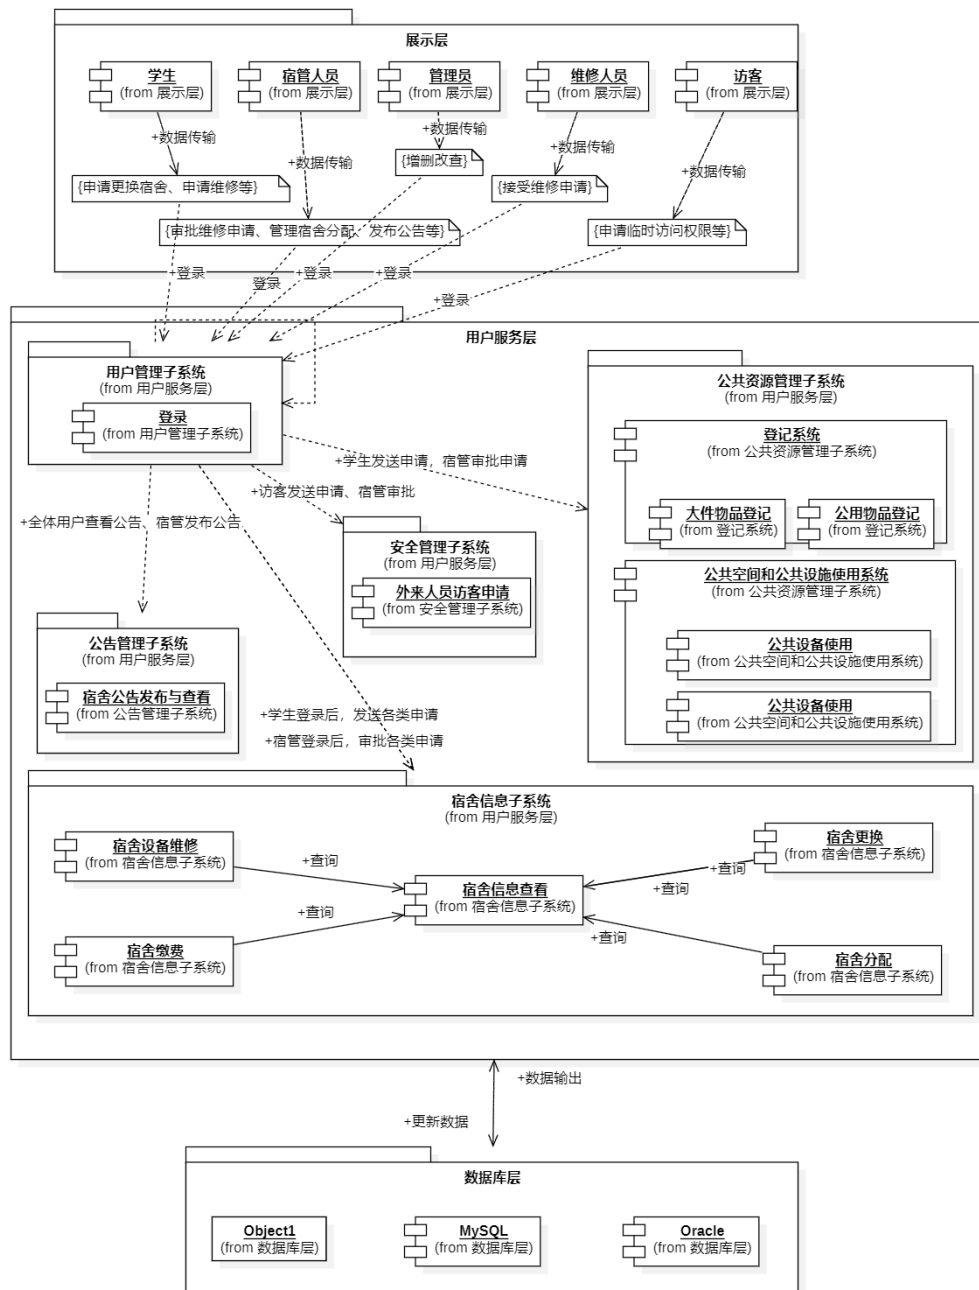 展示层
学生
(from 展示层)
宿管人员
(from 展示层)
管理员
(from 展示层)
维修人员
(from 展示层)
访客
(from 展示层)
+数据传输
+数据传输
+数据传输
+数据传输
+数据传输
{申请更换宿舍、申请维修等}
{审批维修申请、管理宿舍分配、发布公告等}
{增删改查}
{接受维修申请}
{申请临时访问权限等}
+登录
登录
+登录
+登录
+登录
用户服务层
用户管理子系统
(from 用户服务层)
登录
(from 用户管理子系统)
+学生发送申请，宿管审批申请
+访客发送申请、宿管审批
+全体用户查看公告、宿管发布公告
公共资源管理子系统
(from 用户服务层)
登记系统
(from 公共资源管理子系统)
大件物品登记
(from 登记系统)
公用物品登记
(from 登记系统)
公共空间和公共设施使用系统
(from 公共资源管理子系统)
公共设备使用
(from 公共空间和公共设施使用系统)
公共设备使用
(from 公共空间和公共设施使用系统)
安全管理子系统
(from 用户服务层)
外来人员访客申请
(from 安全管理子系统)
公告管理子系统
(from 用户服务层)
宿舍公告发布与查看
(from 公告管理子系统)
+学生登录后，发送各类申请
+宿管登录后，审批各类申请
宿舍信息子系统
(from 用户服务层)
宿舍设备维修
(from 宿舍信息子系统)
宿舍缴费
(from 宿舍信息子系统)
宿舍信息查看
(from 宿舍信息子系统)
宿舍更换
(from 宿舍信息子系统)
宿舍分配
(from 宿舍信息子系统)
+查询
+查询
+查询
+查询
+查询
+数据输出
+更新数据
数据库层
Object1
(from 数据库层)
MySQL
(from 数据库层)
Oracle
(from 数据库层)